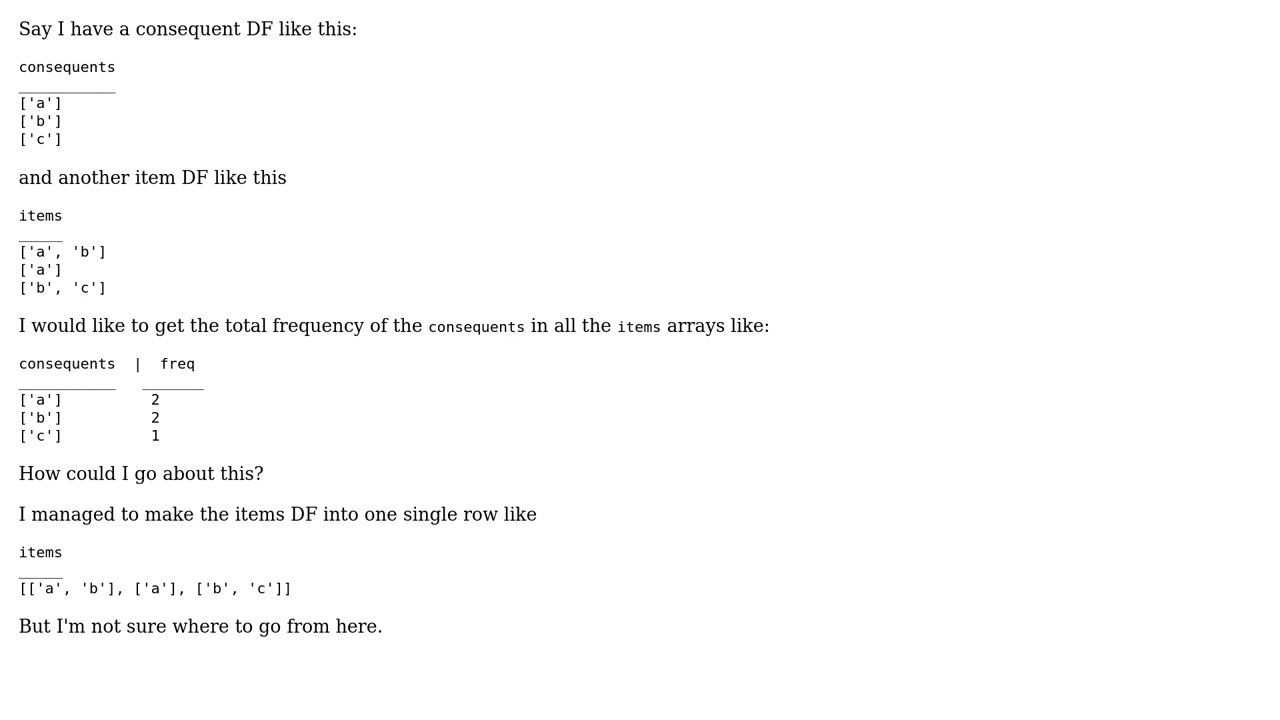 Say I have a consequent DF like this:
consequents
___________
['a']
['b']
['c']
and another item DF like this
items
_____
['a', 'b']
['a']
['b', 'c']
I would like to get the total frequency of the consequents in all the items arrays like:
consequents  |  freq
___________   _______
['a']          2
['b']          2
['c']          1
How could I go about this?
I managed to make the items DF into one single row like
items
_____
[['a', 'b'], ['a'], ['b', 'c']]
But I'm not sure where to go from here.